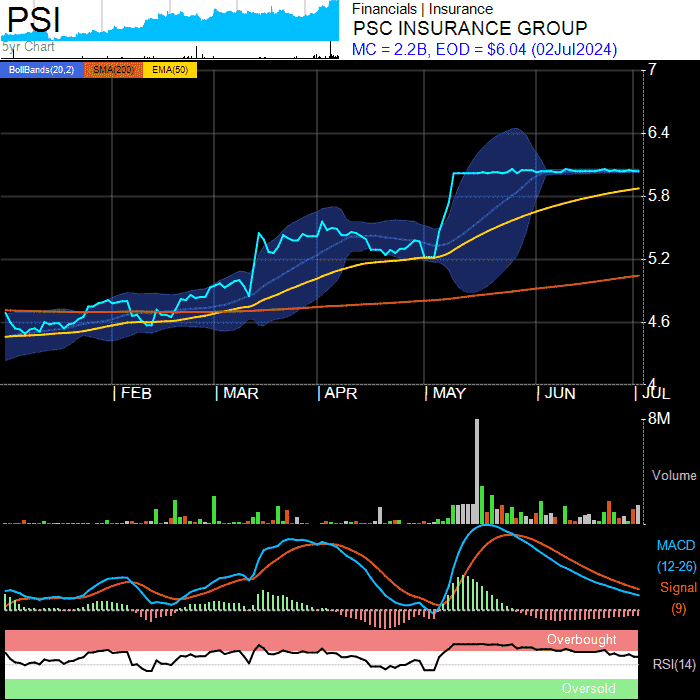 PSI
5yr Chart
Financials | Insurance
PSC INSURANCE GROUP
MC = 2.2B, EOD = $6.04 (02Jul2024)
BollBands(20,2) SMA(200) EMA(50)
7
6.4
5.8
5.2
4.6
4
FEB MAR APR MAY JUN JUL
8M
Volume
MACD
(12-26)
Signal
(9)
Overbought
RSI(14)
Oversold